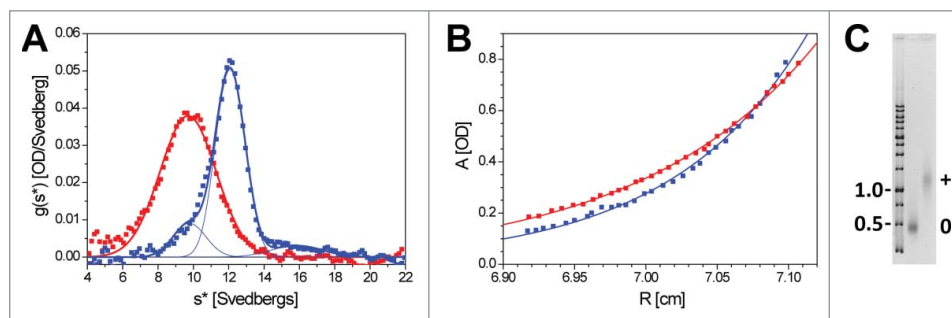 A
g(s*) [OD/Svedberg]
0.06
0.05
0.04
0.03
0.02
0.01
0.00
4 6 8 10 12 14 16 18 20 22
s* [Svedbergs]
B
A [OD]
0.8
0.6
0.4
0.2
0.0
6.90 6.95 7.00 7.05 7.10
R [cm]
C
1.0- +
0.5- 0